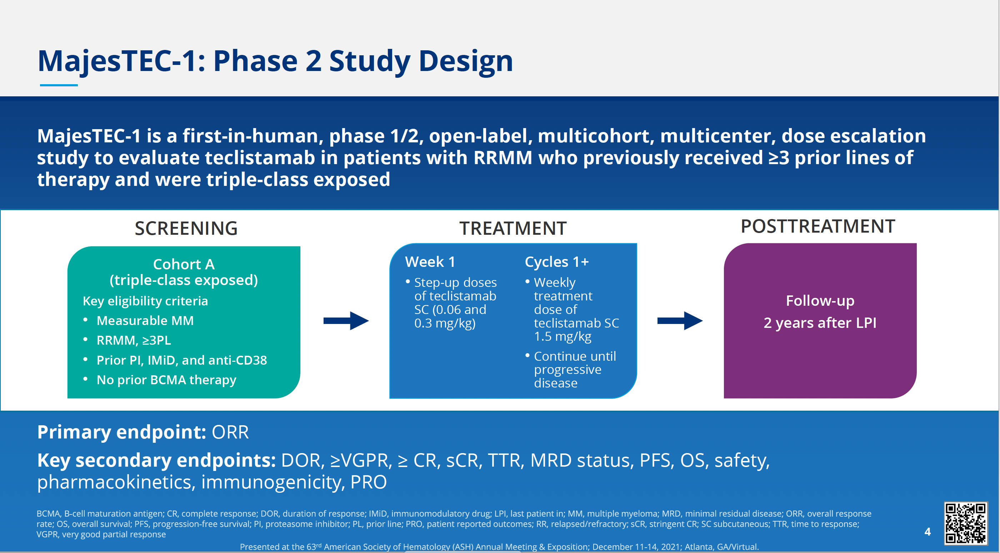 MajesTEC-1: Phase 2 Study Design
MajesTEC-1 is a first-in-human, phase 1/2, open-label, multicohort, multicenter, dose escalation
study to evaluate teclistamab in patients with RRMM who previously received ≥3 prior lines of
therapy and were triple-class exposed
SCREENING
Cohort A
(triple-class exposed)
Key eligibility criteria
• Measurable MM
• RRMM, ≥3PL
• Prior PI, IMiD, and anti-CD38
• No prior BCMA therapy
TREATMENT
Week 1
• Step-up doses
of teclistamab
SC (0.06 and
0.3 mg/kg)
Cycles 1+
• Weekly
treatment
dose of
teclistamab SC
1.5 mg/kg
• Continue until
progressive
disease
POSTTREATMENT
Follow-up
2 years after LPI
Primary endpoint: ORR
Key secondary endpoints: DOR, ≥VGPR, ≥ CR, sCR, TTR, MRD status, PFS, OS, safety,
pharmacokinetics, immunogenicity, PRO
BCMA, B-cell maturation antigen; CR, complete response; DOR, duration of response; IMiD, immunomodulatory drug; LPI, last patient in; MM, multiple myeloma; MRD, minimal residual disease; ORR, overall response
rate; OS, overall survival; PFS, progression-free survival; PI, proteasome inhibitor; PL, prior line; PRO, patient reported outcomes; RR, relapsed/refractory; sCR, stringent CR; SC subcutaneous; TTR, time to response;
VGPR, very good partial response
4
Presented at the 63rd American Society of Hematology (ASH) Annual Meeting & Exposition; December 11-14, 2021; Atlanta, GA/Virtual.